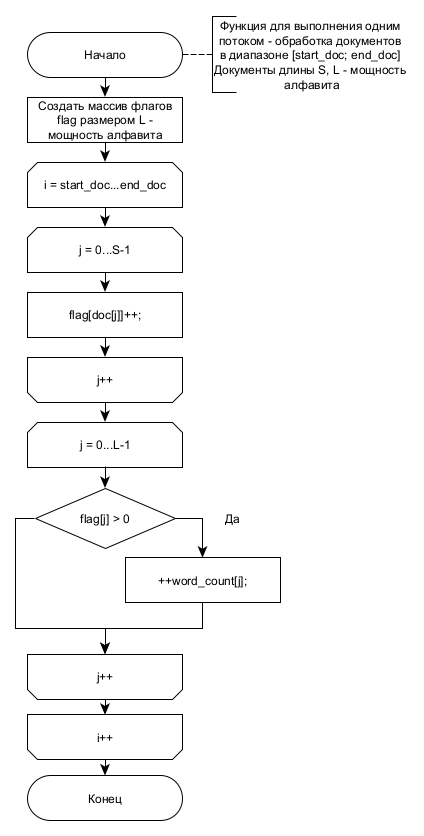 Начало
Функция для выполнения одним
потоком - обработка документов
в диапазоне [start_doc; end_doc]
Документы длины S, L - мощность
алфавита
Создать массив флагов
flag размером L -
мощность алфавита
i = start_doc...end_doc
j = 0...S-1
flag[doc[j]]++;
j++
j = 0...L-1
flag[j] > 0
Да
++word_count[j];
j++
i++
Конец